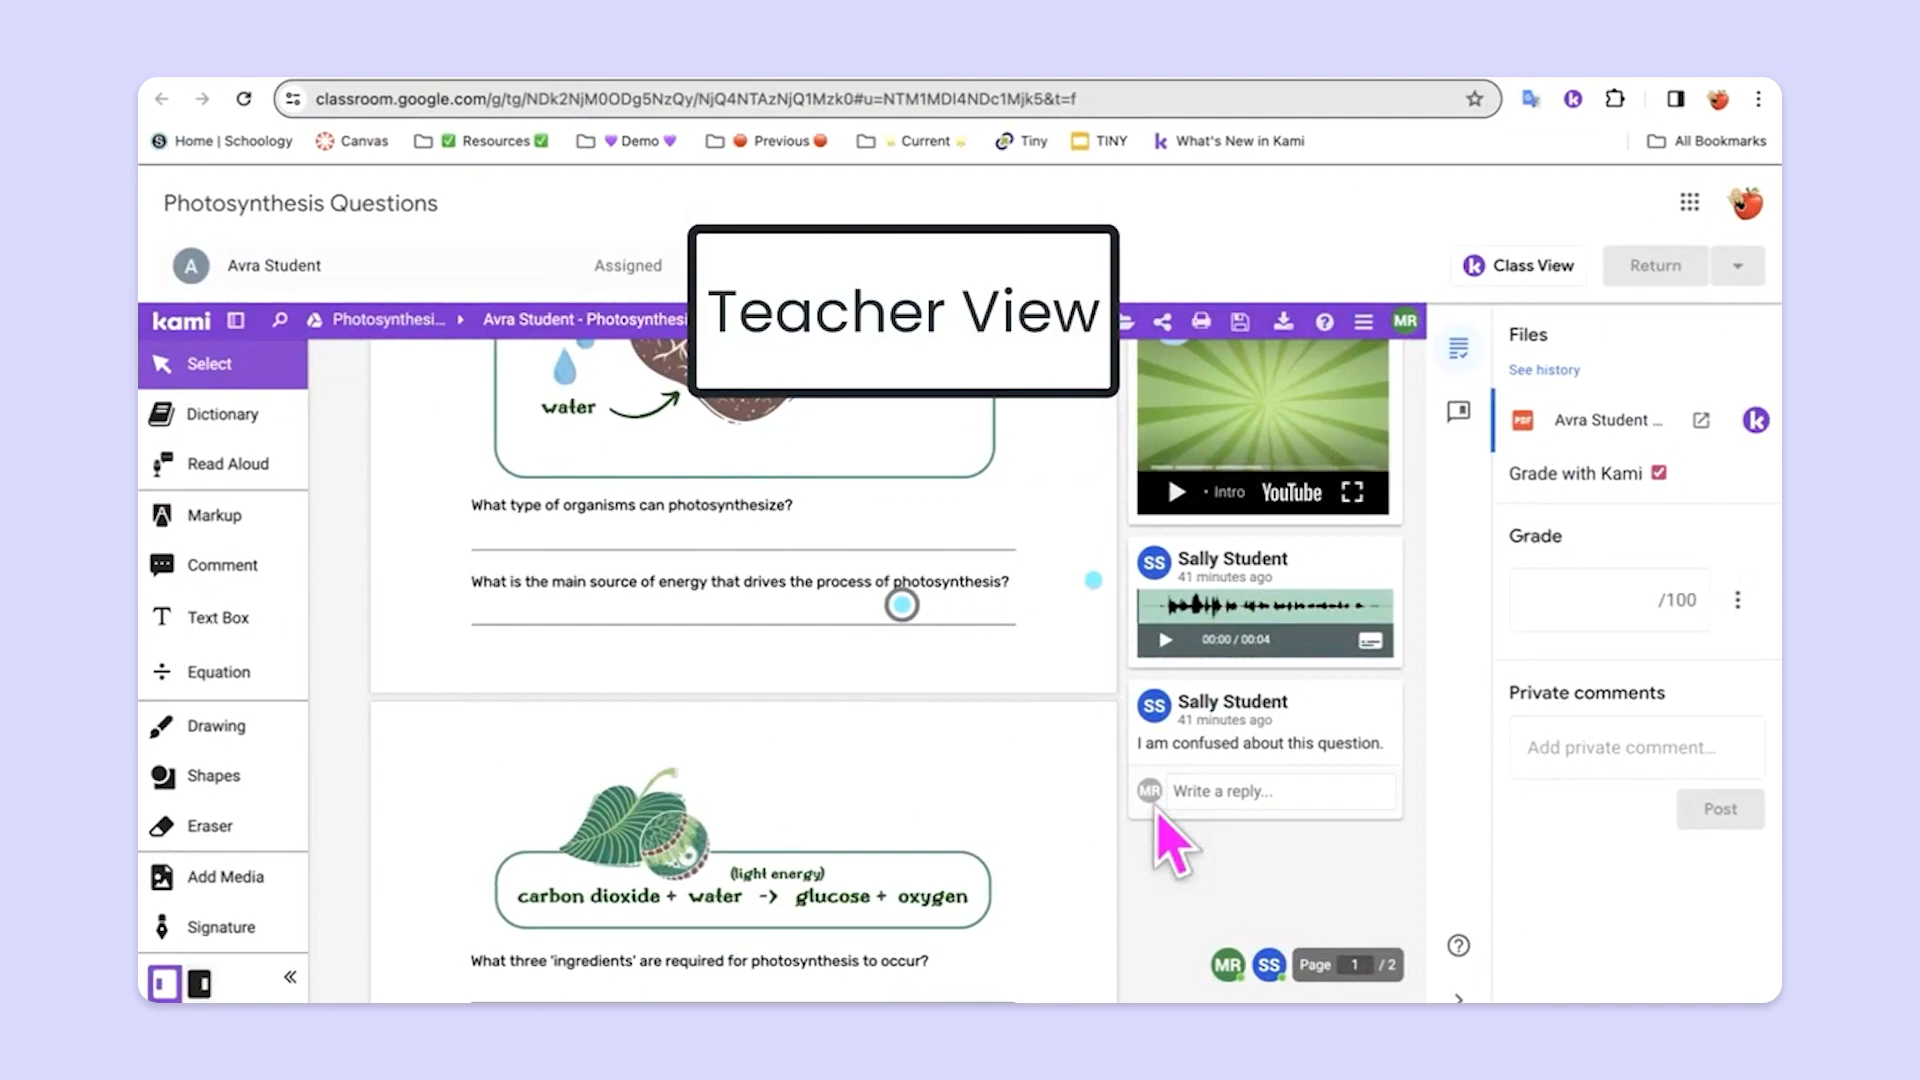 classroom.google.com/g/tg/NDk2NjM0ODg5NzQy/NjQ4NTAzNjQ1Mzk0#u=NTM1MDI4NDc1Mjk5&t=f
Home | Schoology
Canvas
Resources
Demo
Previous
Current
Tiny
TINY
What's New in Kami
All Bookmarks
Photosynthesis Questions
A
Avra Student
Assigned
Teacher View
Class View
Return
kami
Photosynthesi...
Avra Student - Photosynthesi
MR
Select
Dictionary
Read Aloud
Markup
Comment
Text Box
Equation
Drawing
Shapes
Eraser
Add Media
Signature
water
What type of organisms can photosynthesize?
What is the main source of energy that drives the process of photosynthesis?
(light energy)
carbon dioxide + water -> glucose + oxygen
What three 'ingredients' are required for photosynthesis to occur?
• Intro
YouTube
SS
Sally Student
41 minutes ago
00:00 / 00:04
SS
Sally Student
41 minutes ago
I am confused about this question.
MR
Write a reply...
MR
SS
Page 1 / 2
Files
See history
PDF
Avra Student ...
Grade with Kami
Grade
/100
Private comments
Add private comment...
Post